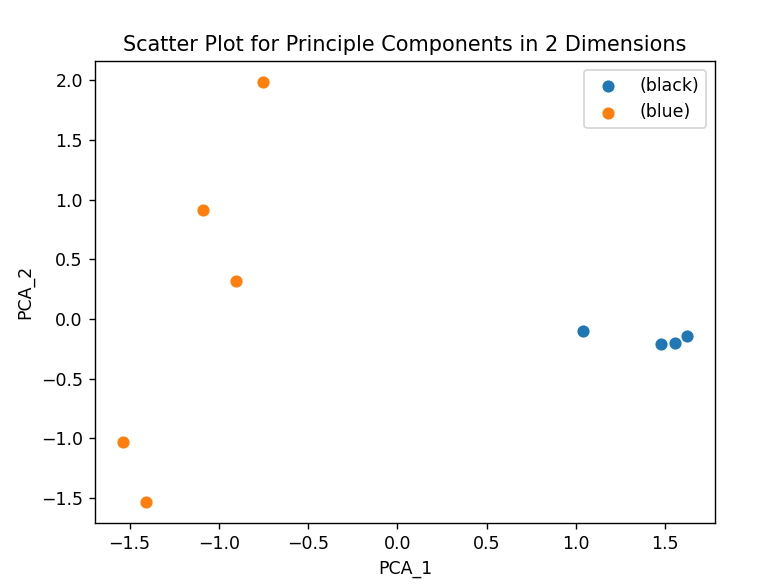 Scatter Plot for Principle Components in 2 Dimensions
(black)
(blue)
2.0
1.5
1.0
0.5
0.0
−0.5
−1.0
−1.5
PCA_2
−1.5 −1.0 −0.5 0.0 0.5 1.0 1.5
PCA_1